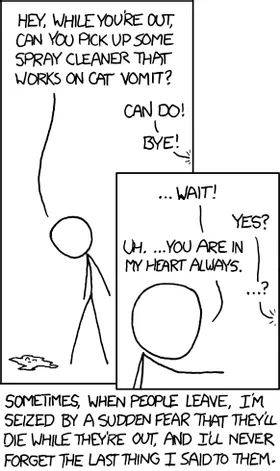 HEY, WHILE YOU'RE OUT,
CAN YOU PICK UP SOME
SPRAY CLEANER THAT
WORKS ON CAT VOMIT?
CAN DO!
BYE!
...WAIT!
YES?
UH. ...YOU ARE IN
MY HEART ALWAYS.
...?
SOMETIMES, WHEN PEOPLE LEAVE, I'M
SEIZED BY A SUDDEN FEAR THAT THEY'LL
DIE WHILE THEY'RE OUT, AND I'LL NEVER
FORGET THE LAST THING I SAID TO THEM.